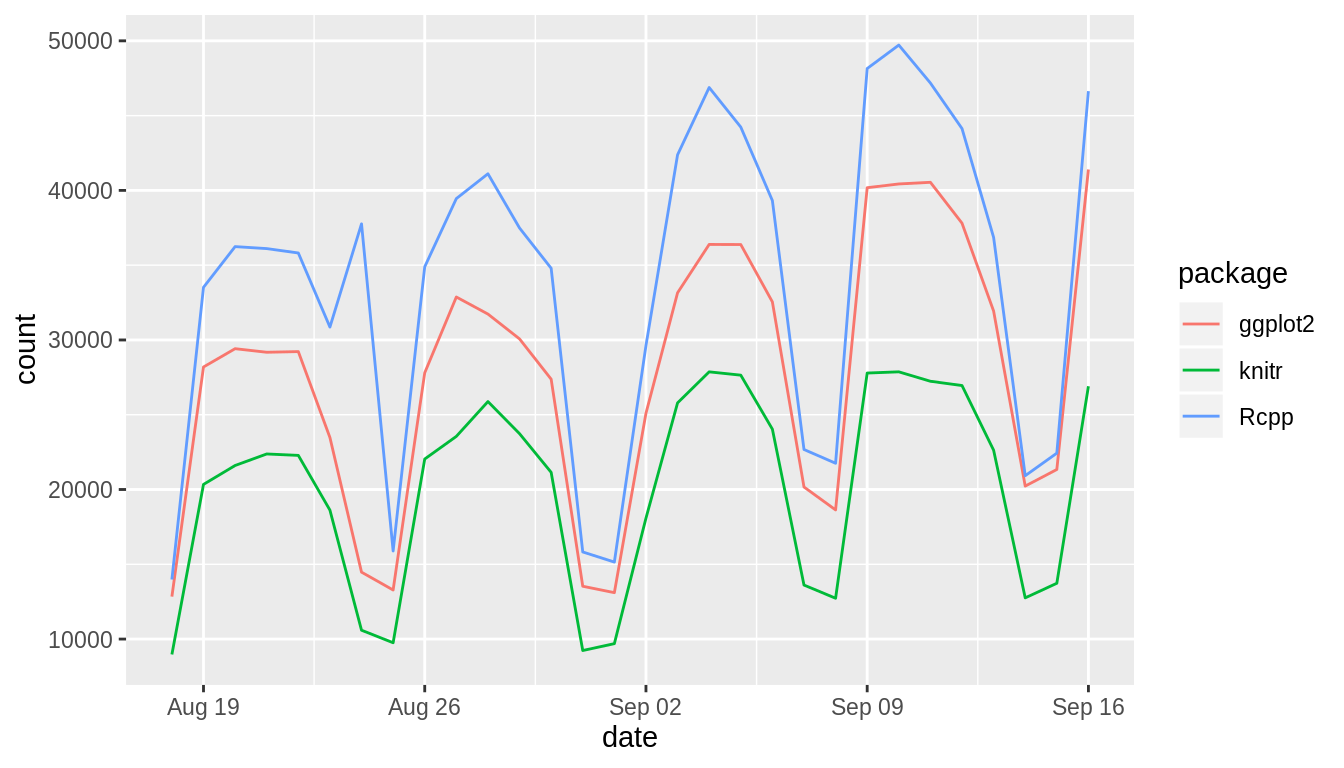 50000
40000
30000
20000
10000
count
Aug 19
Aug 26
Sep 02
Sep 09
Sep 16
date
package
ggplot2
knitr
Rcpp